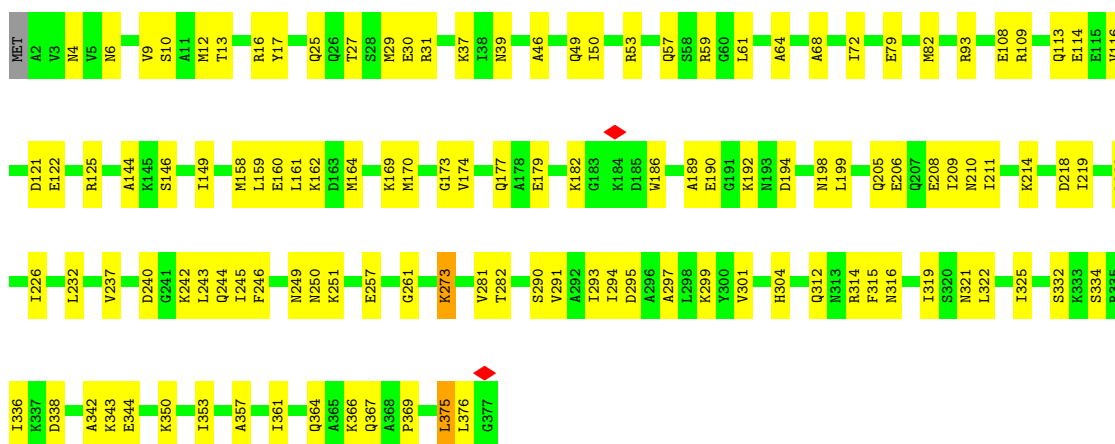 MET A2 V3 N4 V5 N6 V9 S10 A11 M12 T13 R16 Y17 Q25 Q26 T27 S28 M29 E30 R31 K37 I38 N39 A46 Q49 I50 R53 Q57 S58 R59 G60 L61 A64 A68 I72 E79 M82 R93 E108 R109 Q113 E114 E115 V116
D121 E122 R125 A144 K145 S146 I149 M158 L159 E160 L161 K162 D163 M164 K169 M170 G173 V174 Q177 A178 E179 K182 G183 K184 D185 W186 A189 E190 G191 K192 N193 D194 N198 L199 Q205 E206 Q207 E208 I209 N210 I211 K214 D218 I219
I226 L232 V237 D240 G241 K242 L243 Q244 I245 F246 N249 N250 K251 E257 G261 K273 V281 T282 S290 V291 A292 I293 I294 D295 A296 A297 L298 K299 Y300 V301 H304 Q312 N313 R314 F315 N316 I319 S320 N321 L322 I325 S332 K333 S334 R335
I336 K337 D338 A342 K343 E344 K350 I353 A357 I361 Q364 A365 K366 Q367 A368 P369 L375 L376 G377